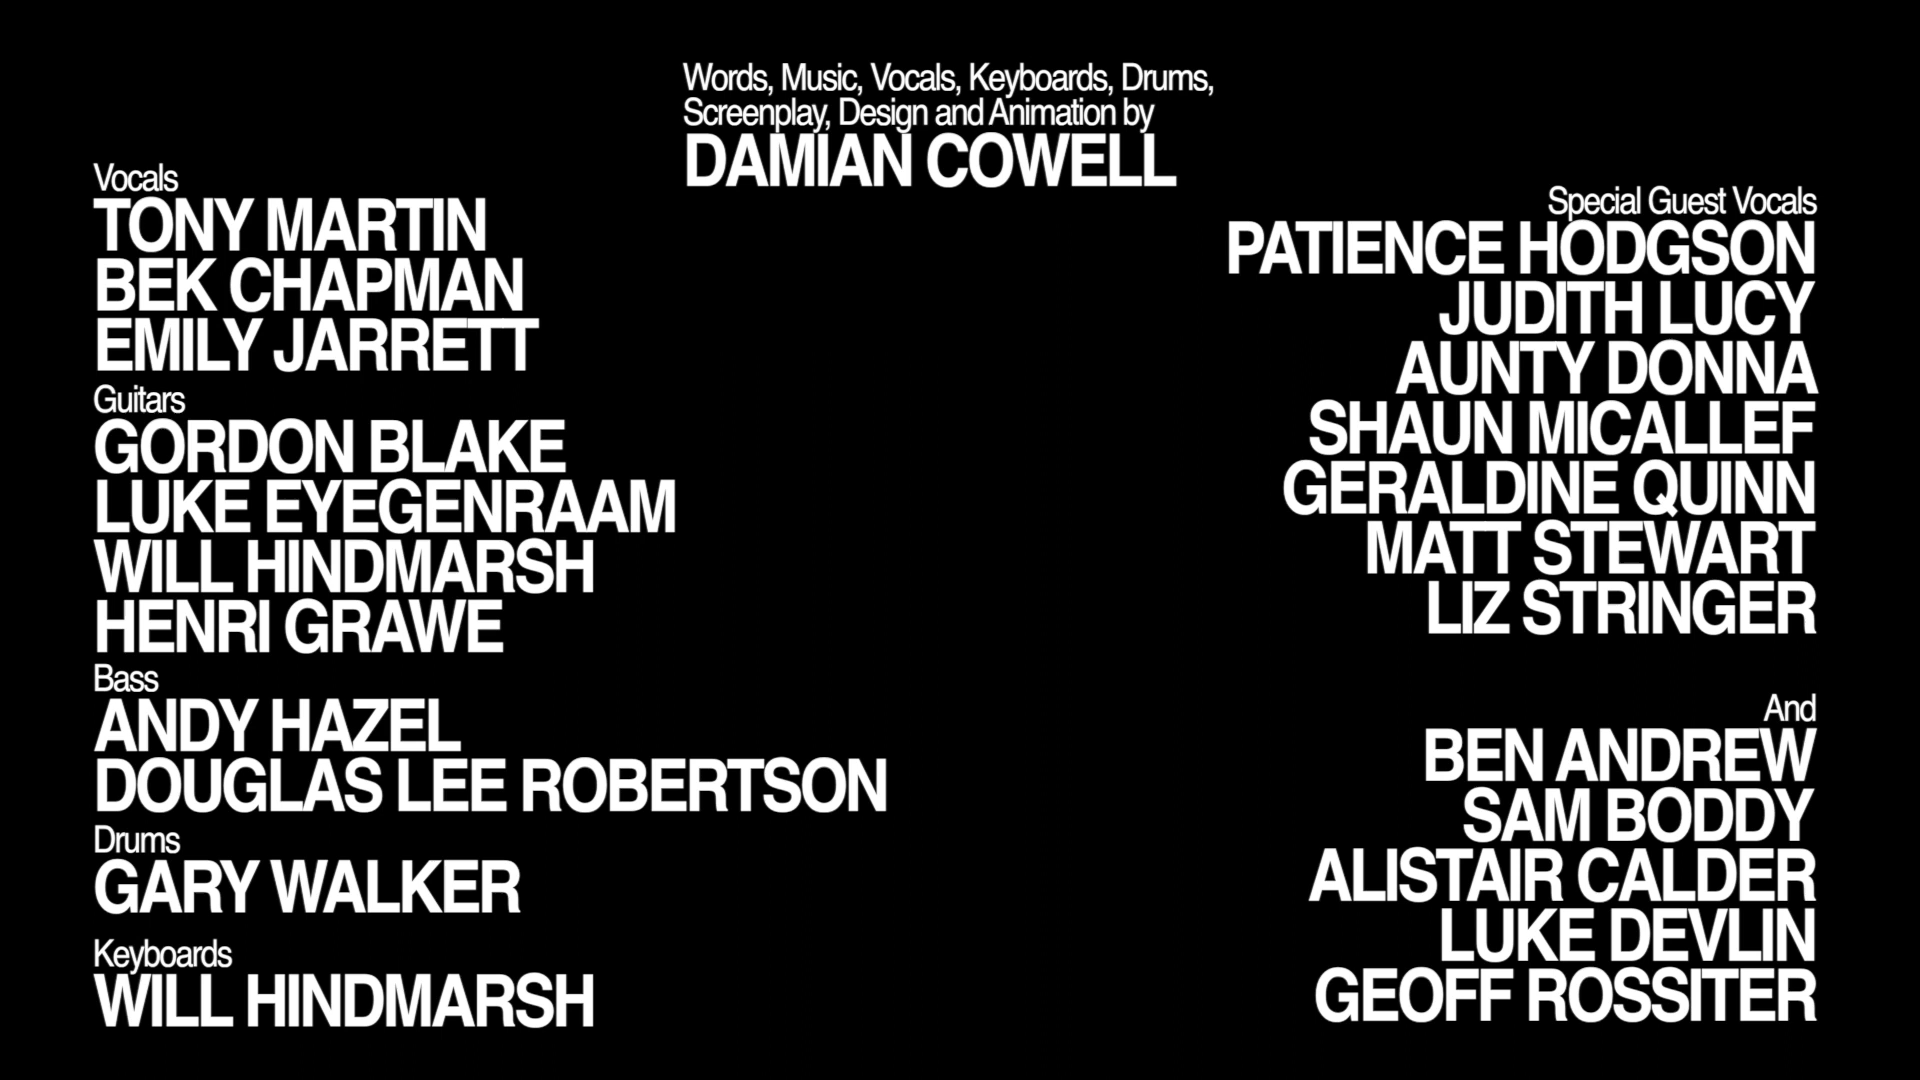 Words, Music, Vocals, Keyboards, Drums,
Screenplay, Design and Animation by
DAMIAN COWELL
Vocals
TONY MARTIN
BEK CHAPMAN
EMILY JARRETT
Guitars
GORDON BLAKE
LUKE EYEGENRAAM
WILL HINDMARSH
HENRI GRAWE
Bass
ANDY HAZEL
DOUGLAS LEE ROBERTSON
Drums
GARY WALKER
Keyboards
WILL HINDMARSH
Special Guest Vocals
PATIENCE HODGSON
JUDITH LUCY
AUNTY DONNA
SHAUN MICALLEF
GERALDINE QUINN
MATT STEWART
LIZ STRINGER
And
BEN ANDREW
SAM BODDY
ALISTAIR CALDER
LUKE DEVLIN
GEOFF ROSSITER